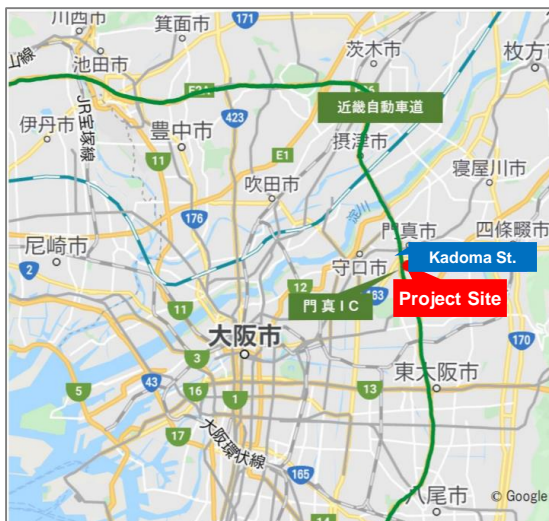 川西市
箕面市
171
茨木市
枚方市
山線
池田市
E2A
近畿自動車道
JR宝塚線
423
伊丹市
豊中市
摂津市
11
E1
寝屋川市
吹田市
淀川
176
門真市
四條畷市
尼崎市
Kadoma St.
2
守口市
12
門真IC
163
Project Site
11
大阪市
170
3
東大阪市
43
5
16
1
13
17
大阪環状線
165
八尾市
© Google
14